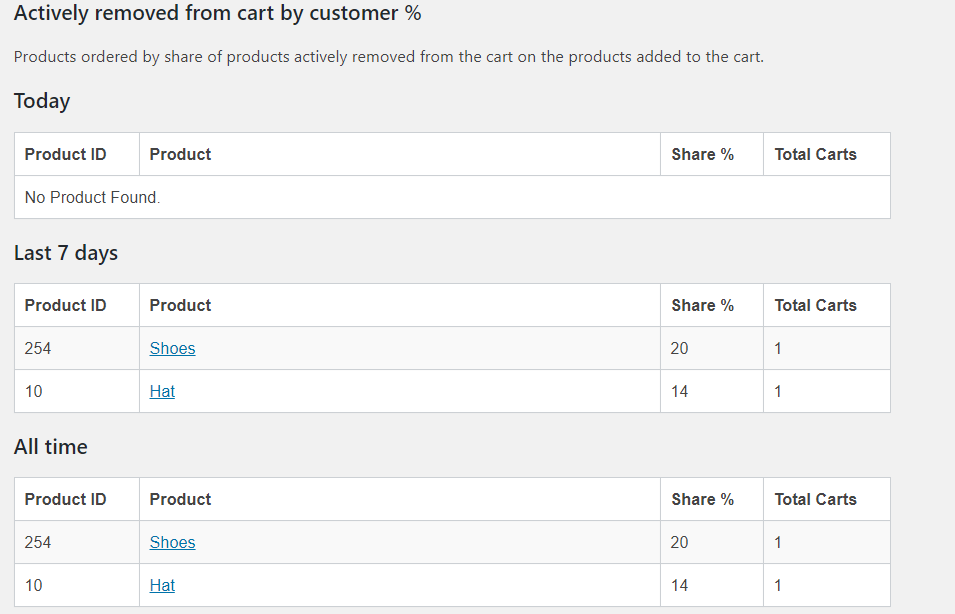 Actively removed from cart by customer %
Products ordered by share of products actively removed from the cart on the products added to the cart.
Today
Product ID Product Share % Total Carts
No Product Found.
Last 7 days
Product ID Product Share % Total Carts
254 Shoes 20 1
10 Hat 14 1
All time
Product ID Product Share % Total Carts
254 Shoes 20 1
10 Hat 14 1